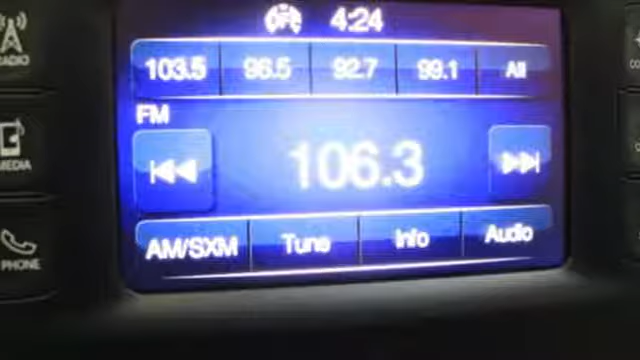 OFF 4:24
103.5 96.5 92.7 99.1 All
FM
106.3
AM/SXM Tune Info Audio
RADIO
MEDIA
PHONE